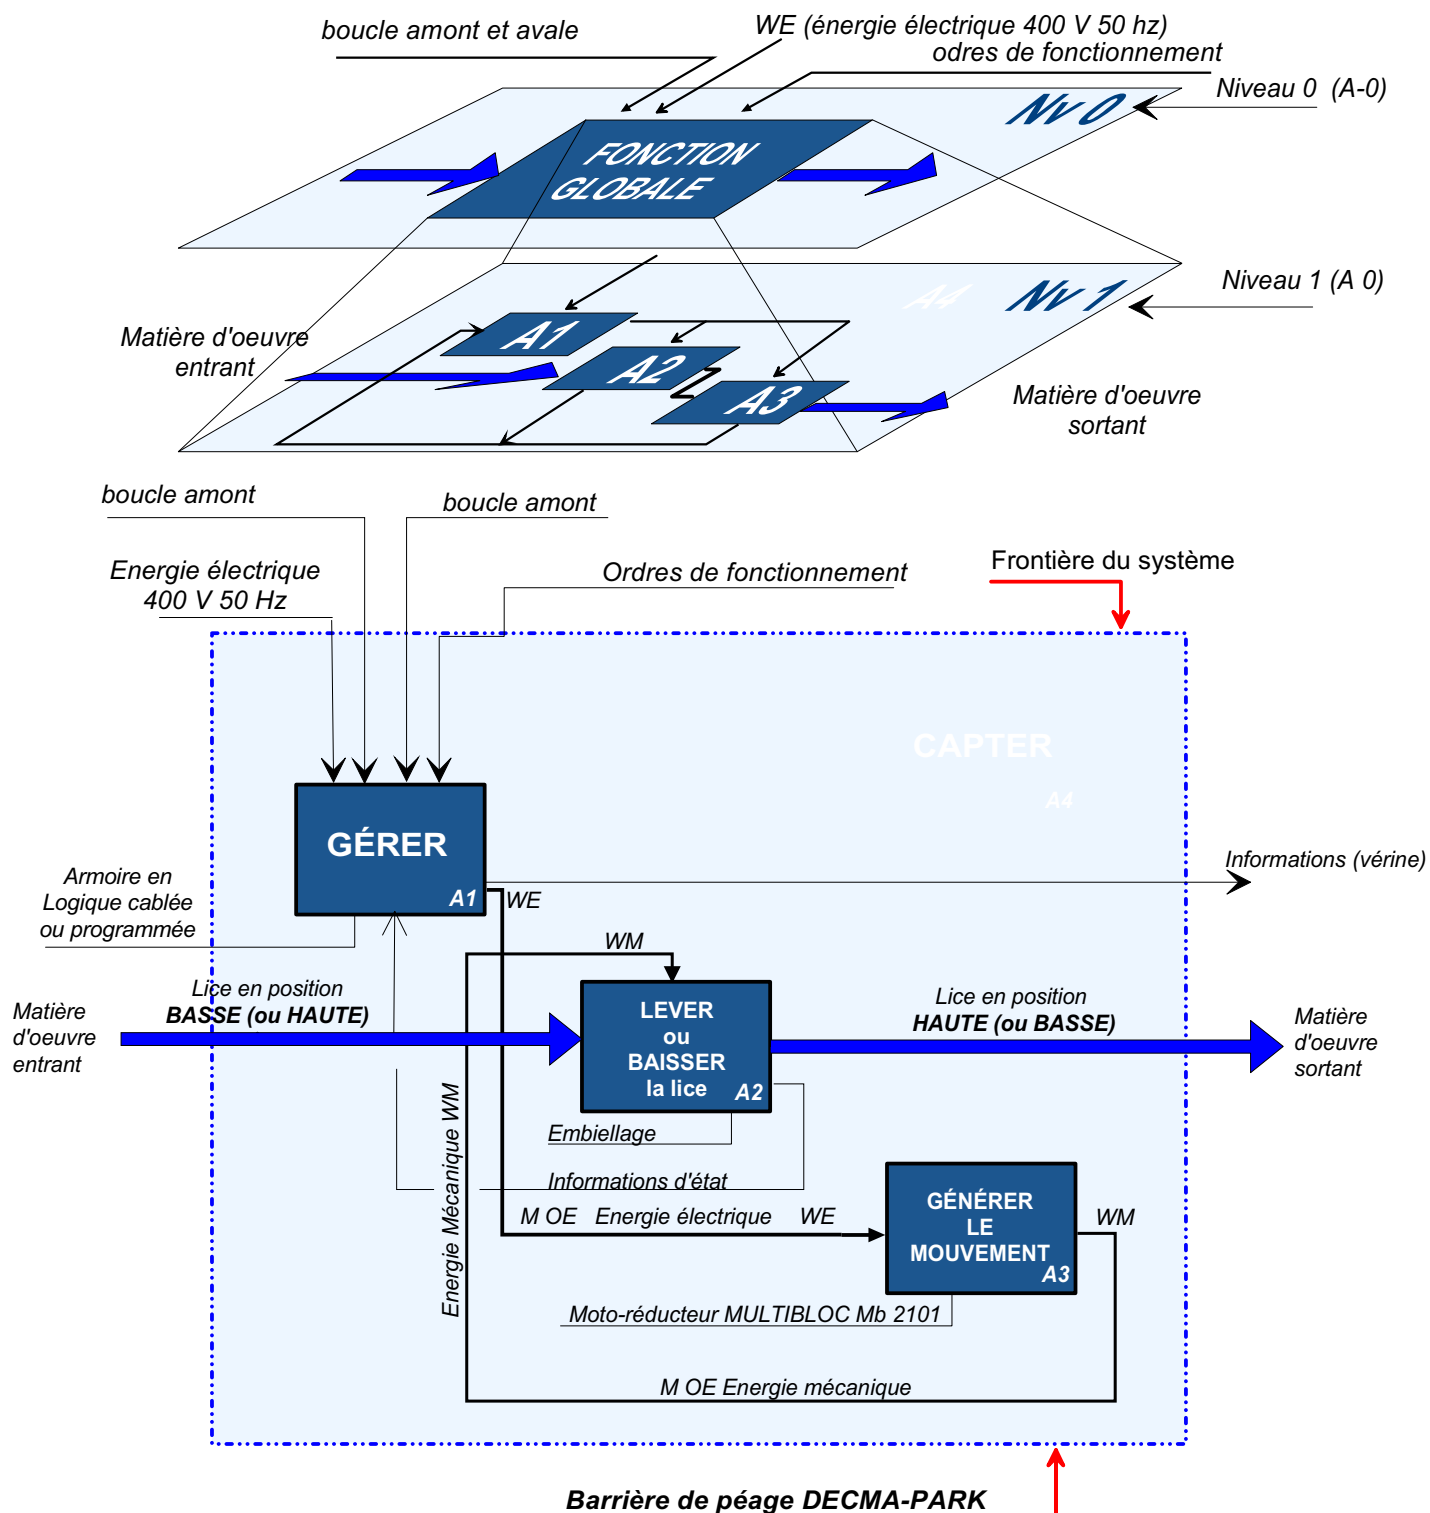 boucle amont et avale
WE (énergie électrique 400 V 50 hz)
odres de fonctionnement
Niveau 0  (A-0)
Nv 0
FONCTION
GLOBALE
Niveau 1 (A 0)
A4
Nv 1
A1
A2
A3
Matière d'oeuvre
entrant
Matière d'oeuvre
sortant
boucle amont
boucle amont
Energie électrique
400 V 50 Hz
Ordres de fonctionnement
Frontière du système
CAPTER
A4
GÉRER
A1
Informations (vérine)
Armoire en
Logique cablée
ou programmée
WE
WM
Lice en position
BASSE (ou HAUTE)
Matière
d'oeuvre
entrant
LEVER
ou
BAISSER
la lice
A2
Lice en position
HAUTE (ou BASSE)
Matière
d'oeuvre
sortant
Embiellage
Energie Mécanique WM
Informations d'état
M OE   Energie électrique    WE
GÉNÉRER
LE
MOUVEMENT
A3
WM
Moto-réducteur MULTIBLOC Mb 2101
M OE Energie mécanique
Barrière de péage DECMA-PARK